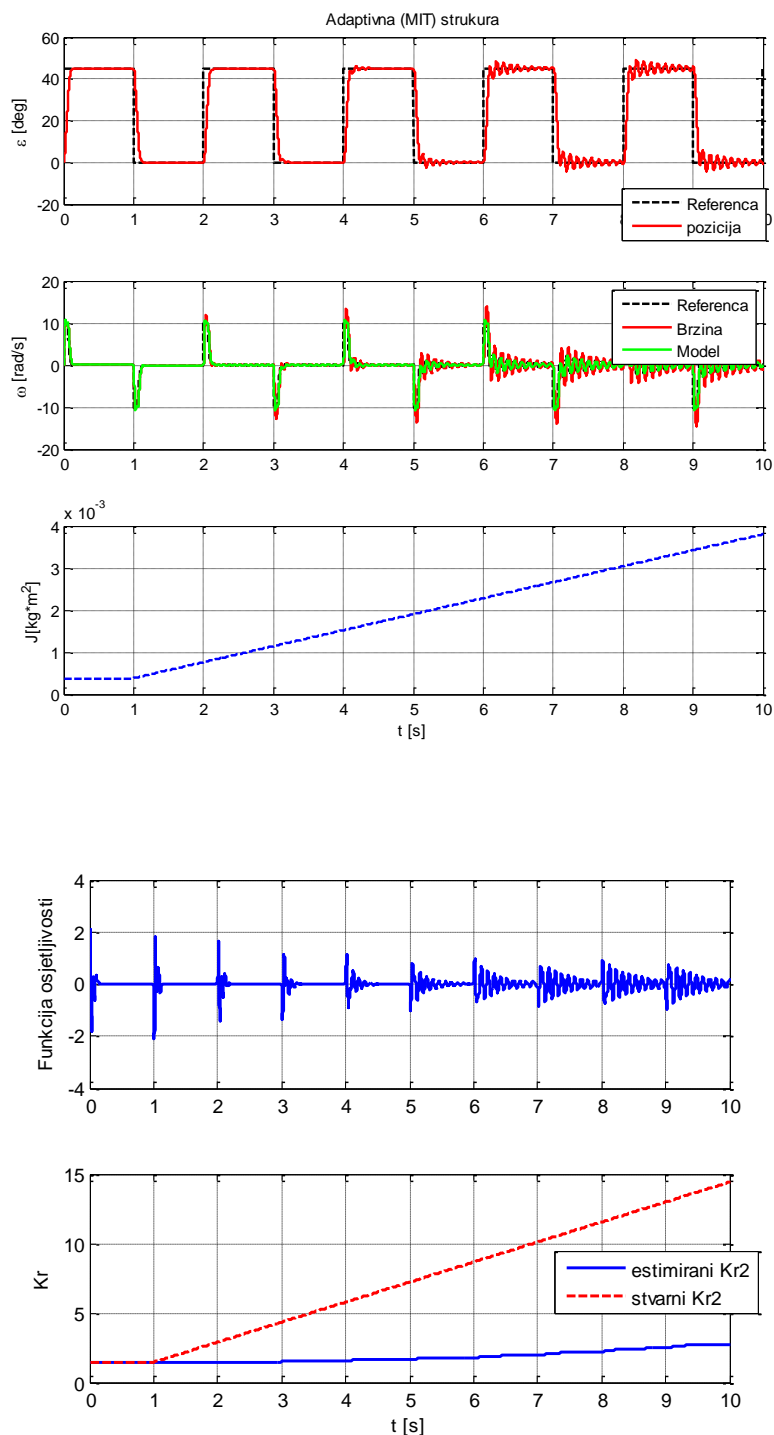 Adaptivna (MIT) strukura
60
40
20
0
-20
ε [deg]
0 1 2 3 4 5 6 7 8 9 10
Referenca
pozicija
20
10
0
-10
-20
ω [rad/s]
0 1 2 3 4 5 6 7 8 9 10
Referenca
Brzina
Model
x 10^-3
4
3
2
1
0
J[kg*m²]
0 1 2 3 4 5 6 7 8 9 10
t [s]
4
2
0
-2
-4
Funkcija osjetljivosti
0 1 2 3 4 5 6 7 8 9 10
15
10
5
0
Kr
estimirani Kr2
stvarni Kr2
0 1 2 3 4 5 6 7 8 9 10
t [s]